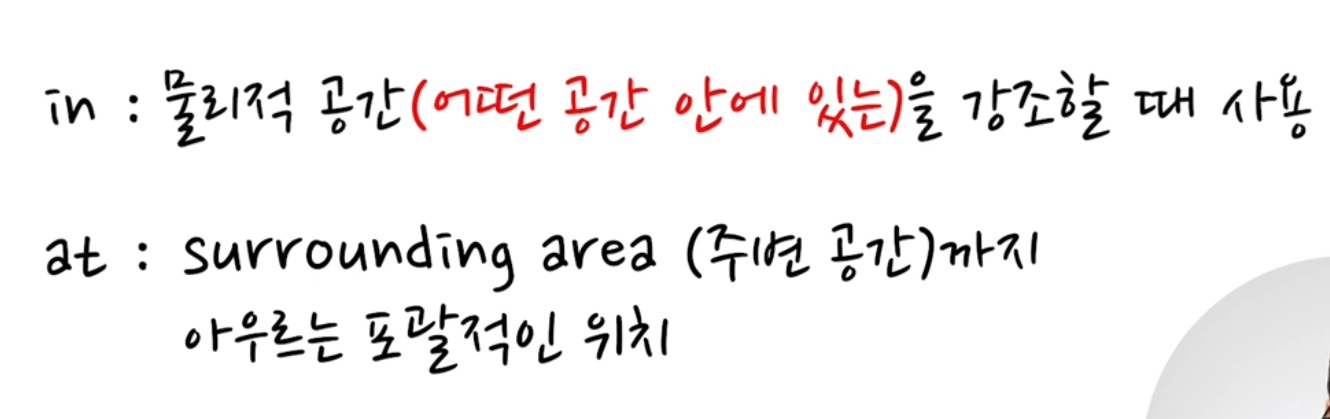 in : 물리적 공간(어떤 공간 안에 있는)을 강조할 때 사용
at : surrounding area (주변 공간)까지
아우르는 포괄적인 위치